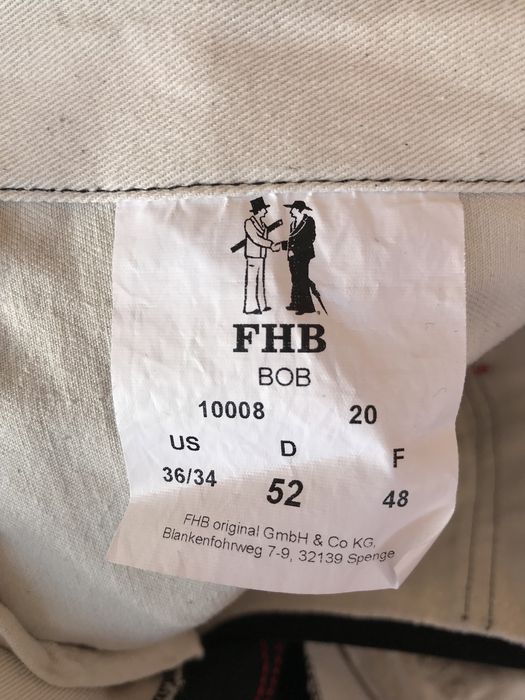 FHB
BOB
10008 20
US D F
36/34 52 48
FHB original GmbH & Co KG,
Blankenfohrweg 7-9, 32139 Spenge